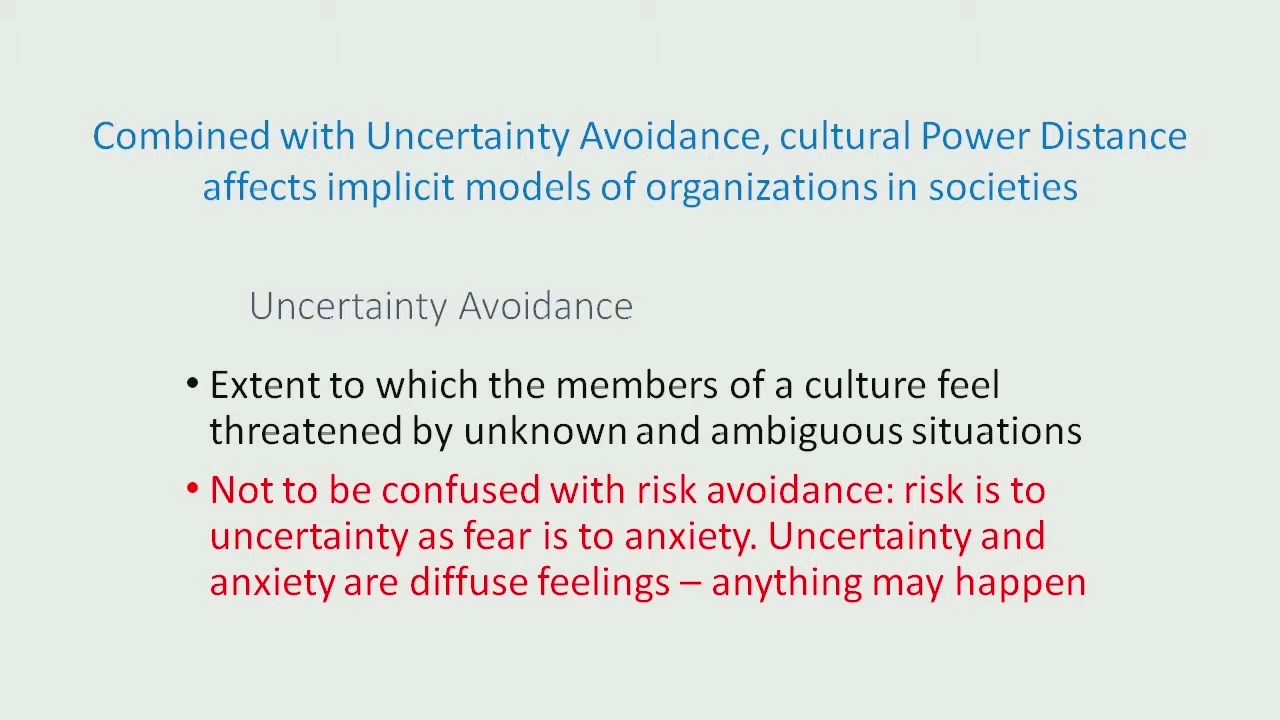 Combined with Uncertainty Avoidance, cultural Power Distance
affects implicit models of organizations in societies
Uncertainty Avoidance
• Extent to which the members of a culture feel
threatened by unknown and ambiguous situations
• Not to be confused with risk avoidance: risk is to
uncertainty as fear is to anxiety. Uncertainty and
anxiety are diffuse feelings – anything may happen